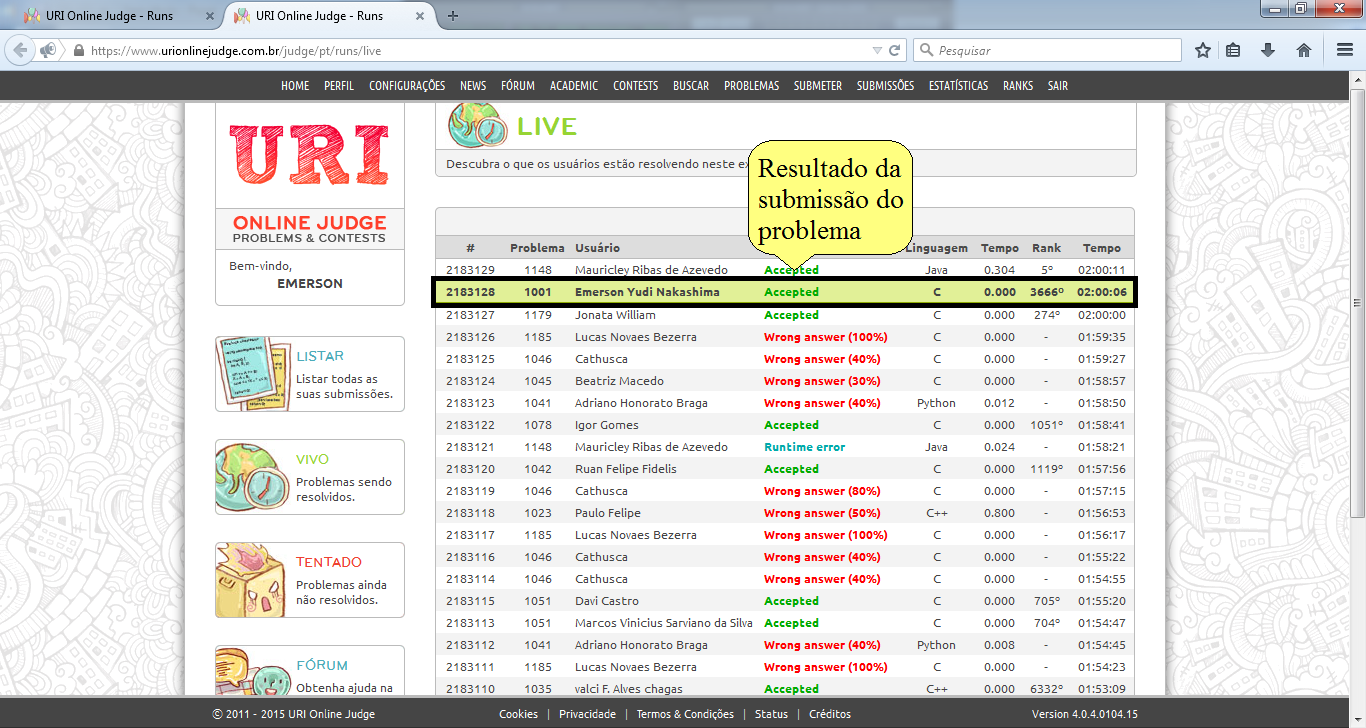 URI Online Judge - Runs
URI Online Judge - Runs
https://www.urionlinejudge.com.br/judge/pt/runs/live
Pesquisar
HOME PERFIL CONFIGURAÇÕES NEWS FÓRUM ACADEMIC CONTESTS BUSCAR PROBLEMAS SUBMETER SUBMISSÕES ESTATÍSTICAS RANKS SAIR
URI
ONLINE JUDGE
PROBLEMS & CONTESTS
Bem-vindo,
EMERSON
LISTAR
Listar todas as
suas submissões.
VIVO
Problemas sendo
resolvidos.
TENTADO
Problemas ainda
não resolvidos.
FÓRUM
Obtenha ajuda na
LIVE
Descubra o que os usuários estão resolvendo neste ex
Resultado da
submissão do
problema
# Problema Usuário Linguagem Tempo Rank Tempo
2183129 1148 Mauricley Ribas de Azevedo Accepted Java 0.304 5º 02:00:11
2183128 1001 Emerson Yudi Nakashima Accepted C 0.000 3666º 02:00:06
2183127 1179 Jonata William Accepted C 0.000 274º 02:00:00
2183126 1185 Lucas Novaes Bezerra Wrong answer (100%) C 0.000 - 01:59:35
2183125 1046 Cathusca Wrong answer (40%) C 0.000 - 01:59:27
2183124 1045 Beatriz Macedo Wrong answer (30%) C 0.000 - 01:58:57
2183123 1041 Adriano Honorato Braga Wrong answer (40%) Python 0.012 - 01:58:50
2183122 1078 Igor Gomes Accepted C 0.000 1051º 01:58:41
2183121 1148 Mauricley Ribas de Azevedo Runtime error Java 0.024 - 01:58:21
2183120 1042 Ruan Felipe Fidelis Accepted C 0.000 1119º 01:57:56
2183119 1046 Cathusca Wrong answer (80%) C 0.000 - 01:57:15
2183118 1023 Paulo Felipe Wrong answer (50%) C++ 0.800 - 01:56:53
2183117 1185 Lucas Novaes Bezerra Wrong answer (100%) C 0.000 - 01:56:17
2183116 1046 Cathusca Wrong answer (40%) C 0.000 - 01:55:22
2183114 1046 Cathusca Wrong answer (40%) C 0.000 - 01:54:55
2183115 1051 Davi Castro Accepted C 0.000 705º 01:55:20
2183113 1051 Marcos Vinicius Sarviano da Silva Accepted C 0.000 704º 01:54:47
2183112 1041 Adriano Honorato Braga Wrong answer (40%) Python 0.008 - 01:54:45
2183111 1185 Lucas Novaes Bezerra Wrong answer (100%) C 0.000 - 01:54:23
2183110 1035 valci F. Alves chagas Accepted C++ 0.000 6332º 01:53:09
© 2011 - 2015 URI Online Judge Cookies | Privacidade | Termos & Condições | Status | Créditos Version 4.0.4.0104.15